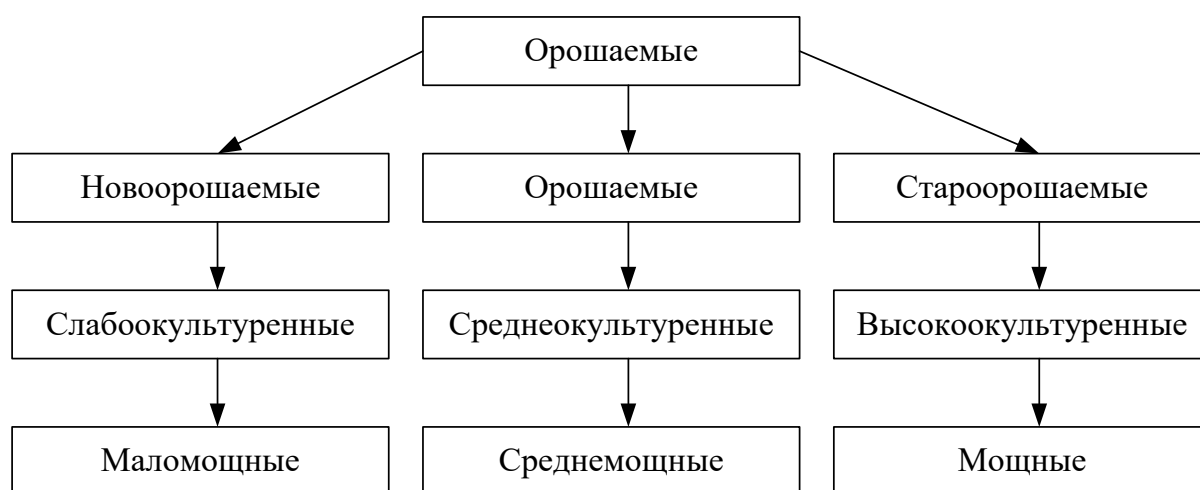 Орошаемые
Новоорошаемые
Орошаемые
Староорошаемые
Слабоокультуренные
Среднеокультуренные
Высокоокультуренные
Маломощные
Среднемощные
Мощные